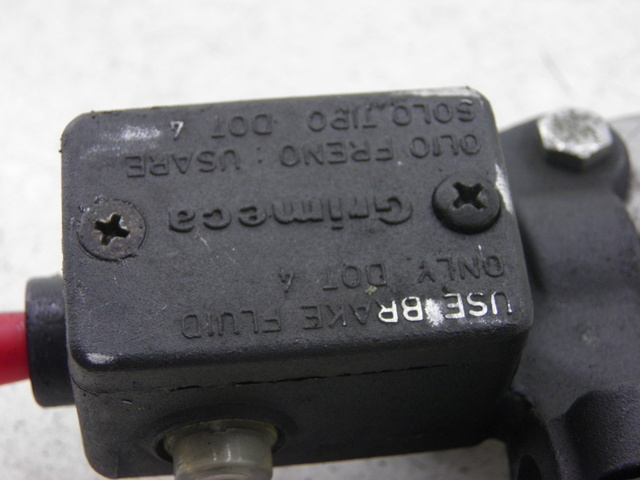 USE BRAKE FLUID
ONLY DOT 4
Grimeca
OLIO FRENO : USARE
SOLO TIPO DOT 4